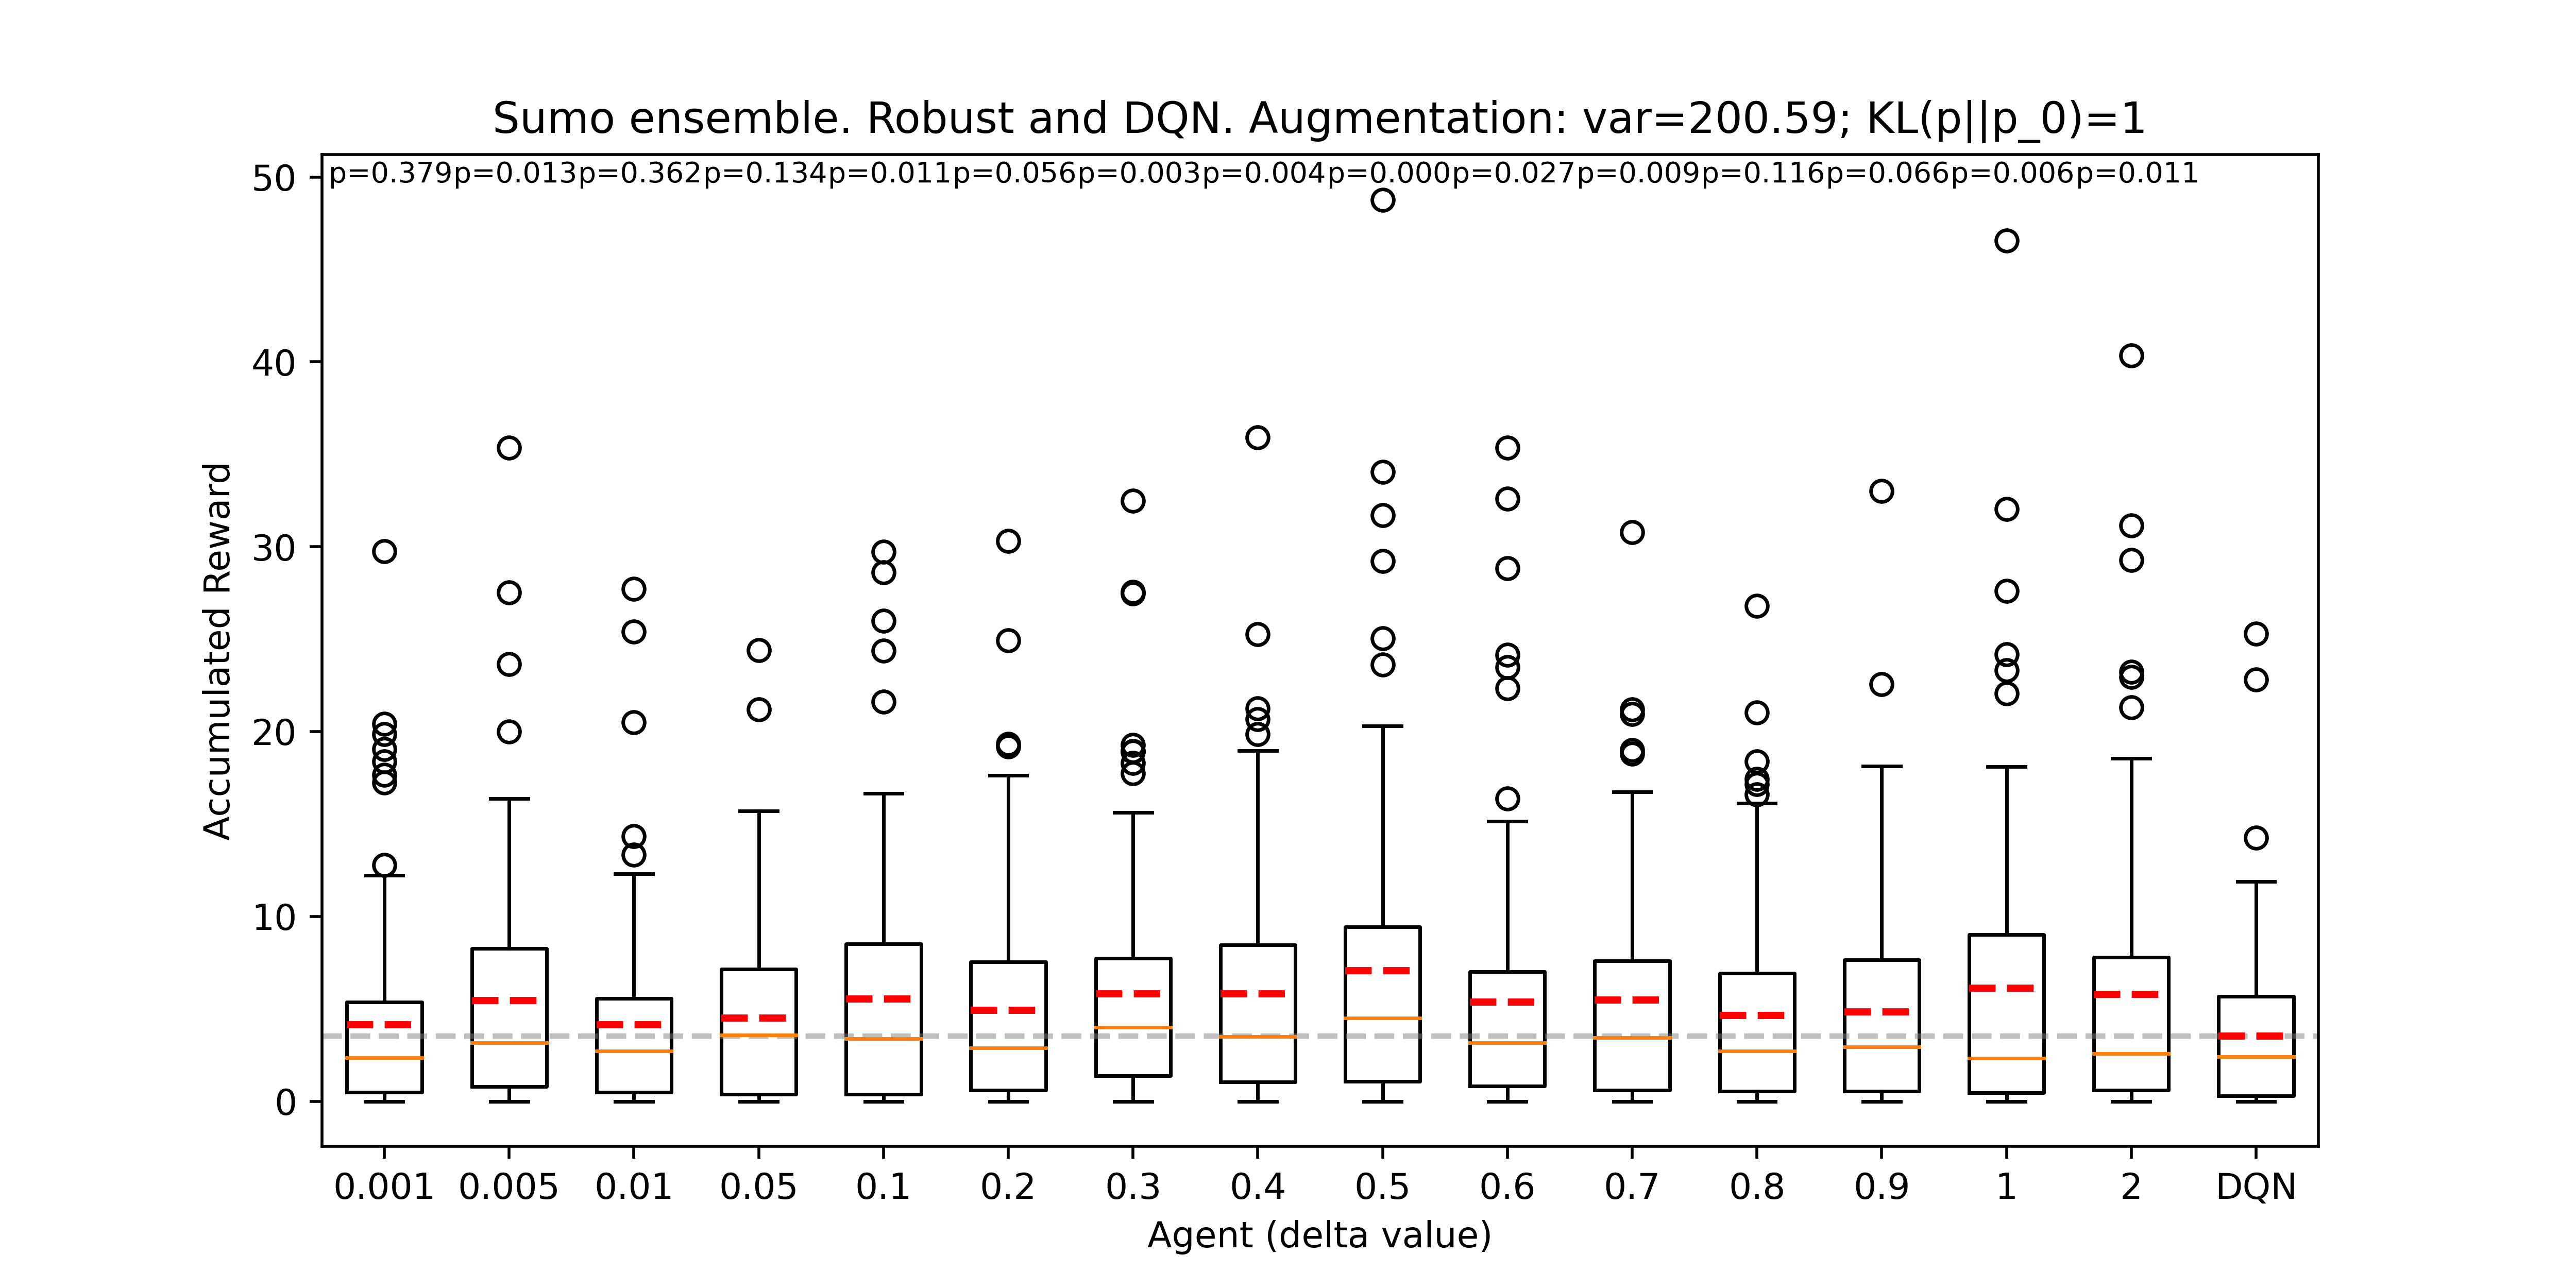 Sumo ensemble. Robust and DQN. Augmentation: var=200.59; KL(p||p_0)=1
p=0.379p=0.013p=0.362p=0.134p=0.011p=0.056p=0.003p=0.004p=0.000p=0.027p=0.009p=0.116p=0.066p=0.006p=0.011
50
40
30
20
10
0
Accumulated Reward
0.001 0.005 0.01 0.05 0.1 0.2 0.3 0.4 0.5 0.6 0.7 0.8 0.9 1 2 DQN
Agent (delta value)